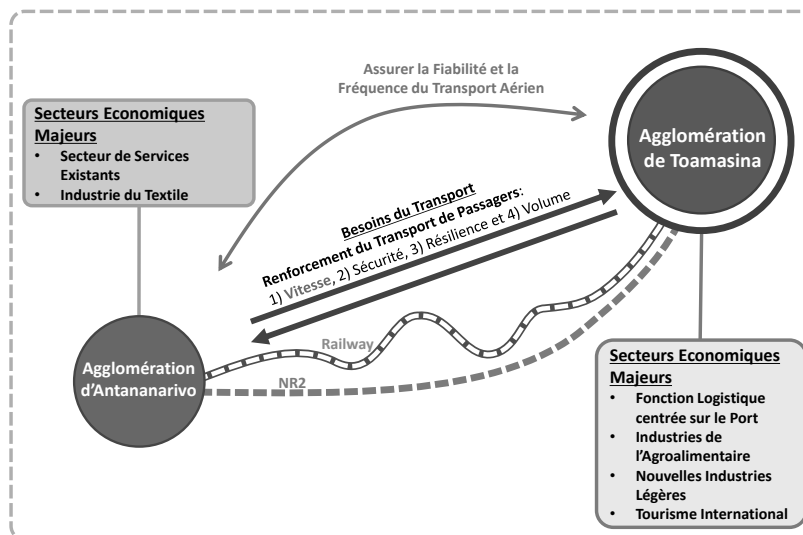 Assurer la Fiabilité et la
Fréquence du Transport Aérien
Agglomération
de Toamasina
Secteurs Economiques
Majeurs
• Secteur de Services
Existants
• Industrie du Textile
Besoins du Transport
Renforcement du Transport de Passagers:
1) Vitesse, 2) Sécurité, 3) Résilience et 4) Volume
Railway
NR2
Agglomération
d'Antananarivo
Secteurs Economiques
Majeurs
• Fonction Logistique
centrée sur le Port
• Industries de
l'Agroalimentaire
• Nouvelles Industries
Légères
• Tourisme International